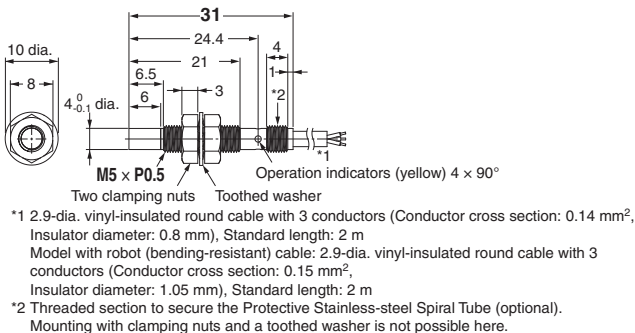 31
10 dia.
24.4
4
8
21
1
6.5
3
*2
4 0 -0.1 dia.
6
*1
M5 × P0.5
Operation indicators (yellow) 4 × 90°
Two clamping nuts
Toothed washer
*1 2.9-dia. vinyl-insulated round cable with 3 conductors (Conductor cross section: 0.14 mm²,
Insulator diameter: 0.8 mm), Standard length: 2 m
Model with robot (bending-resistant) cable: 2.9-dia. vinyl-insulated round cable with 3
conductors (Conductor cross section: 0.15 mm²,
Insulator diameter: 1.05 mm), Standard length: 2 m
*2 Threaded section to secure the Protective Stainless-steel Spiral Tube (optional).
Mounting with clamping nuts and a toothed washer is not possible here.